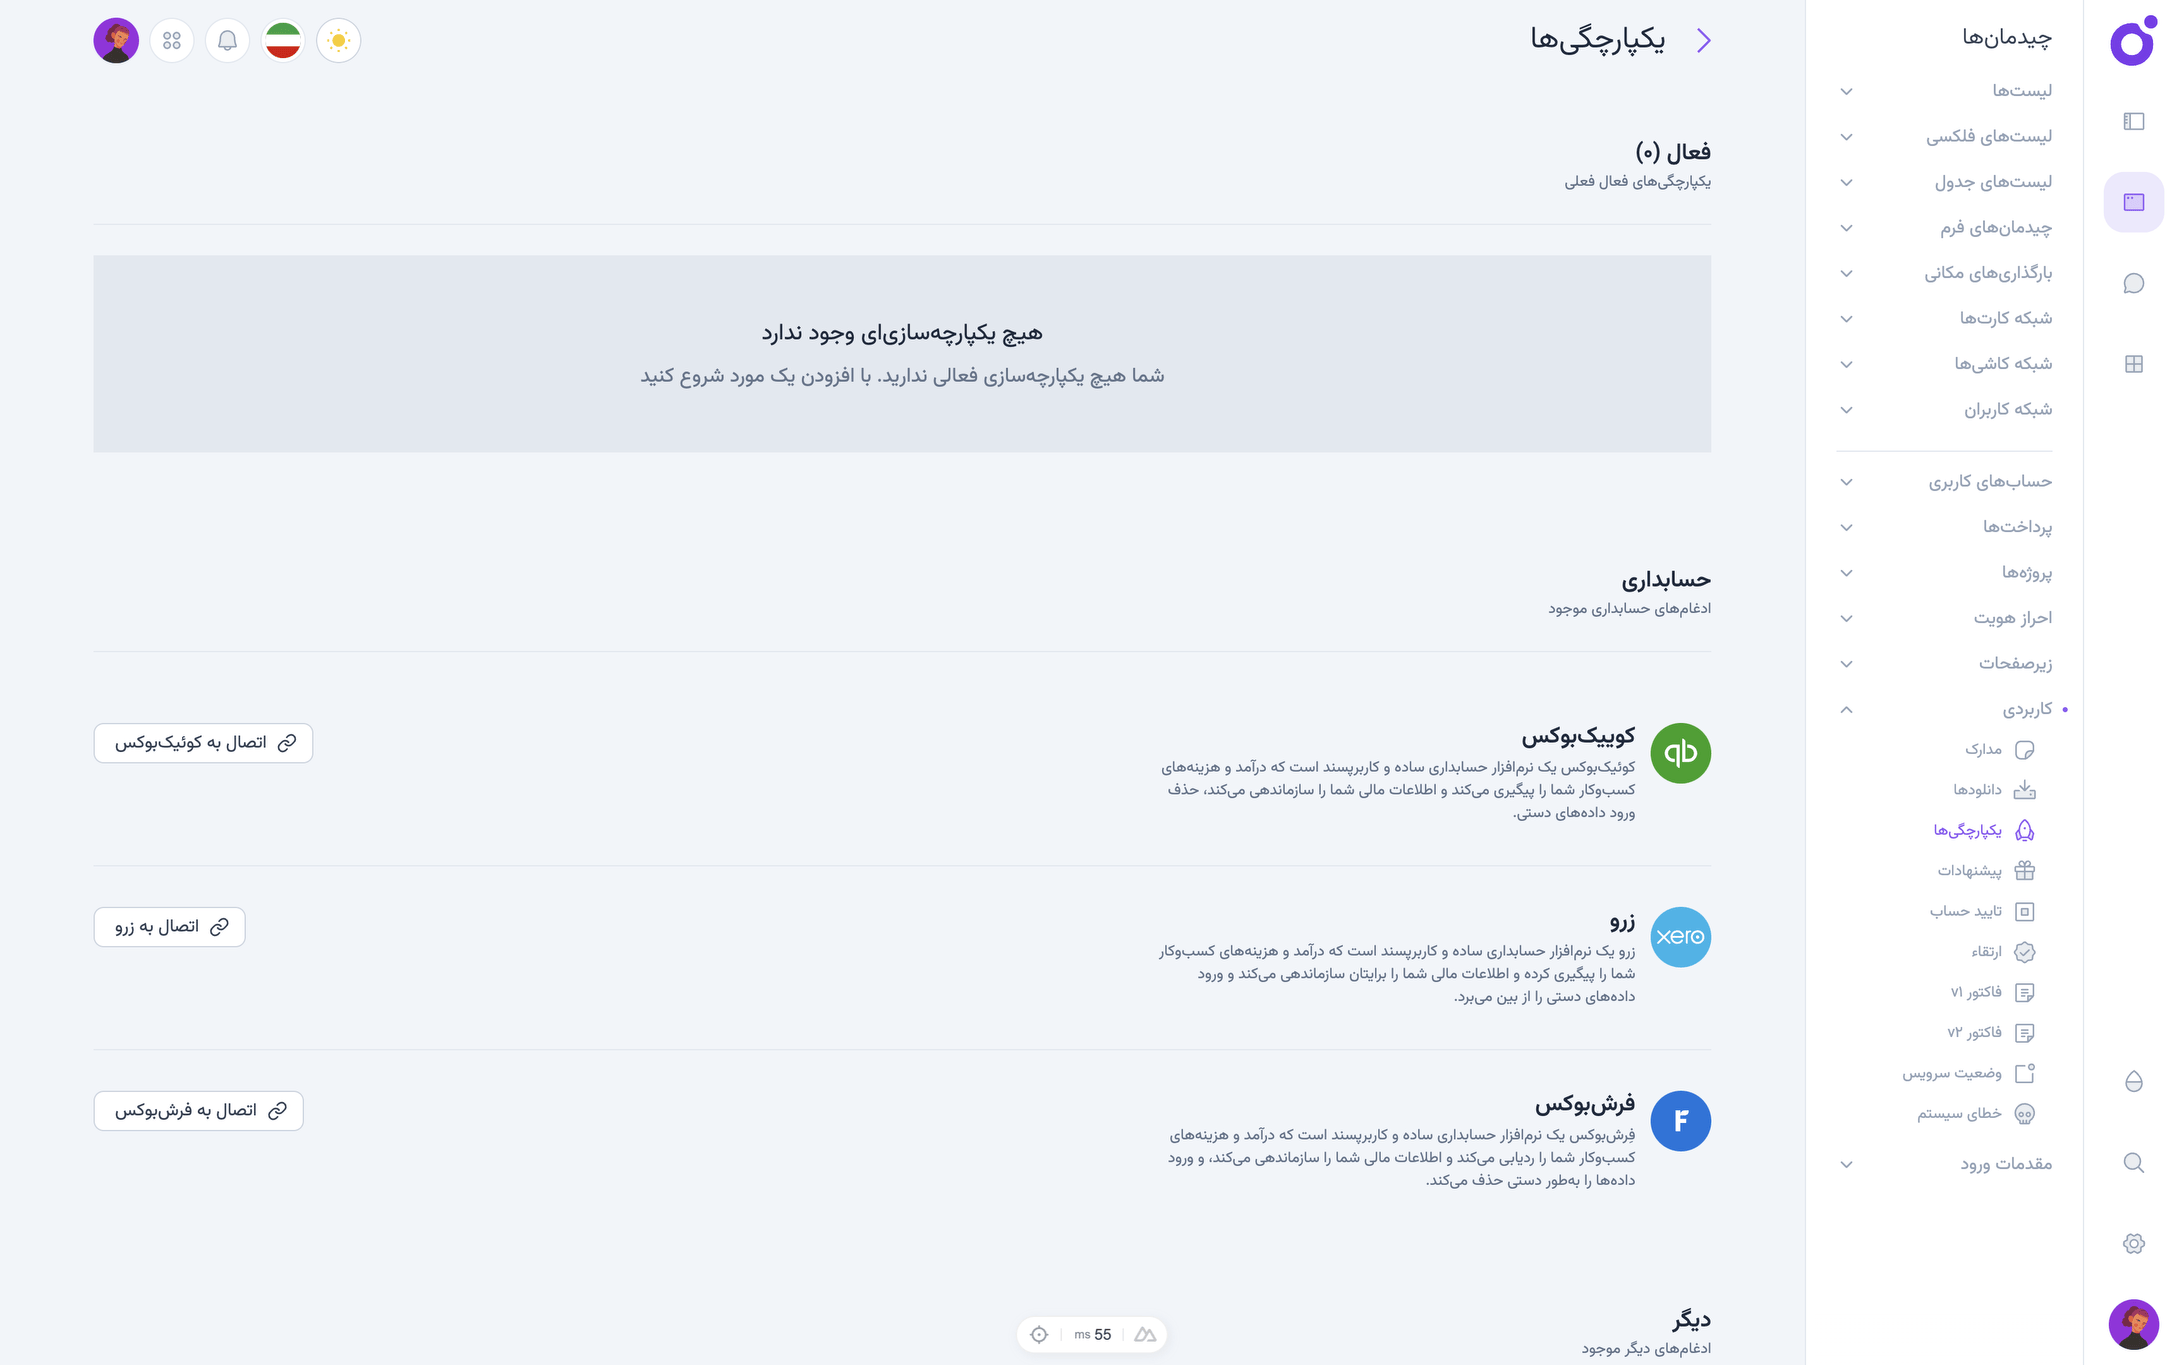 چیدمان‌ها
لیست‌ها
لیست‌های فلکسی
لیست‌های جدول
چیدمان‌های فرم
بارگذاری‌های مکانی
شبکه کارت‌ها
شبکه کاشی‌ها
شبکه کاربران
حساب‌های کاربری
پرداخت‌ها
پروژه‌ها
احراز هویت
زیرصفحات
کاربردی
مدارک
دانلودها
یکپارچگی‌ها
پیشنهادات
تایید حساب
ارتقاء
فاکتور v۱
فاکتور v۲
وضعیت سرویس
خطای سیستم
مقدمات ورود
یکپارچگی‌ها
فعال (۰)
یکپارچگی‌های فعال فعلی
هیچ یکپارچه‌سازی‌ای وجود ندارد
شما هیچ یکپارچه‌سازی فعالی ندارید. با افزودن یک مورد شروع کنید
حسابداری
ادغام‌های حسابداری موجود
qb
کوییک‌بوکس
کوئیک‌بوکس یک نرم‌افزار حسابداری ساده و کاربرپسند است که درآمد و هزینه‌های
کسب‌وکار شما را پیگیری می‌کند و اطلاعات مالی شما را سازماندهی می‌کند، حذف
ورود داده‌های دستی.
اتصال به کوئیک‌بوکس
xero
زرو
زرو یک نرم‌افزار حسابداری ساده و کاربرپسند است که درآمد و هزینه‌های کسب‌وکار
شما را پیگیری کرده و اطلاعات مالی شما را برایتان سازماندهی می‌کند و ورود
داده‌های دستی را از بین می‌برد.
اتصال به زرو
F
فرش‌بوکس
فِرش‌بوکس یک نرم‌افزار حسابداری ساده و کاربرپسند است که درآمد و هزینه‌های
کسب‌وکار شما را ردیابی می‌کند و اطلاعات مالی شما را سازماندهی می‌کند، و ورود
داده‌ها را به‌طور دستی حذف می‌کند.
اتصال به فرش‌بوکس
دیگر
ادغام‌های دیگر موجود
55 ms